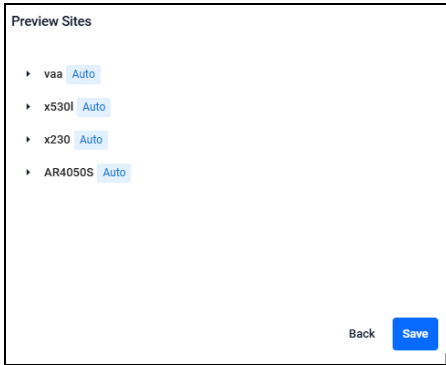 Preview Sites
vaa Auto
x530l Auto
x230 Auto
AR4050S Auto
Back Save